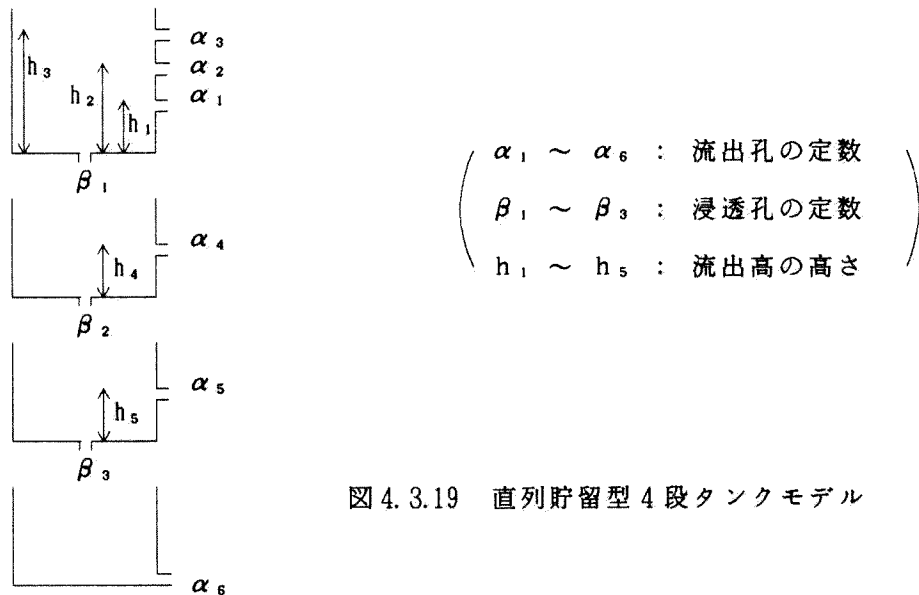 α₃
h₃
α₂
h₂
α₁
h₁
β₁
α₁ ～ α₆ : 流出孔の定数
β₁ ～ β₃ : 浸透孔の定数
h₁ ～ h₅ : 流出高の高さ
α₄
h₄
β₂
α₅
h₅
β₃
図4.3.19 直列貯留型4段タンクモデル
α₆